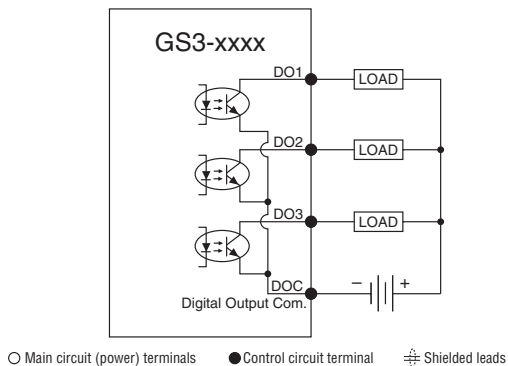 GS3-xxxx
DO1
LOAD
DO2
LOAD
DO3
LOAD
DOC
– +
Digital Output Com.
Main circuit (power) terminals
Control circuit terminal
Shielded leads